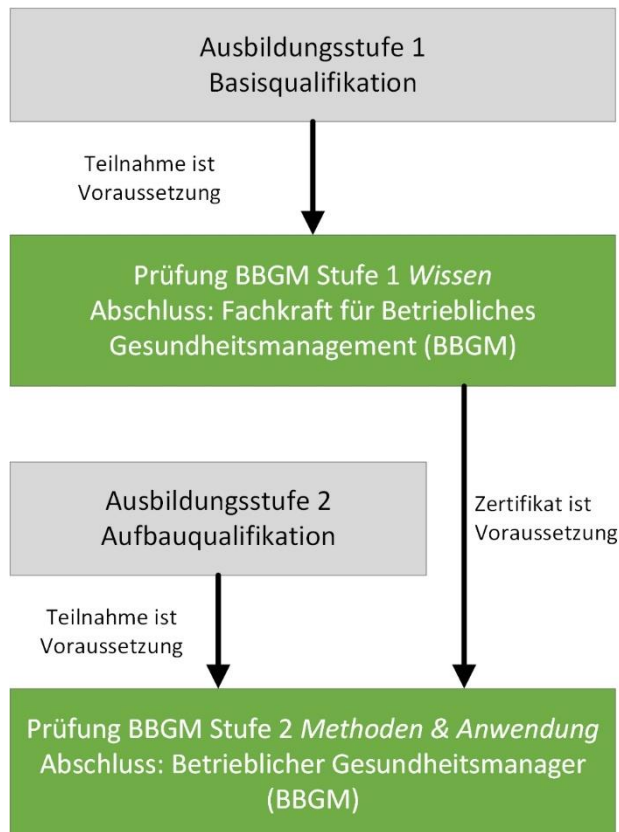 Ausbildungsstufe 1
Basisqualifikation
Teilnahme ist
Voraussetzung
Prüfung BBGM Stufe 1 Wissen
Abschluss: Fachkraft für Betriebliches
Gesundheitsmanagement (BBGM)
Ausbildungsstufe 2
Aufbauqualifikation
Zertifikat ist
Voraussetzung
Teilnahme ist
Voraussetzung
Prüfung BBGM Stufe 2 Methoden & Anwendung
Abschluss: Betrieblicher Gesundheitsmanager
(BBGM)